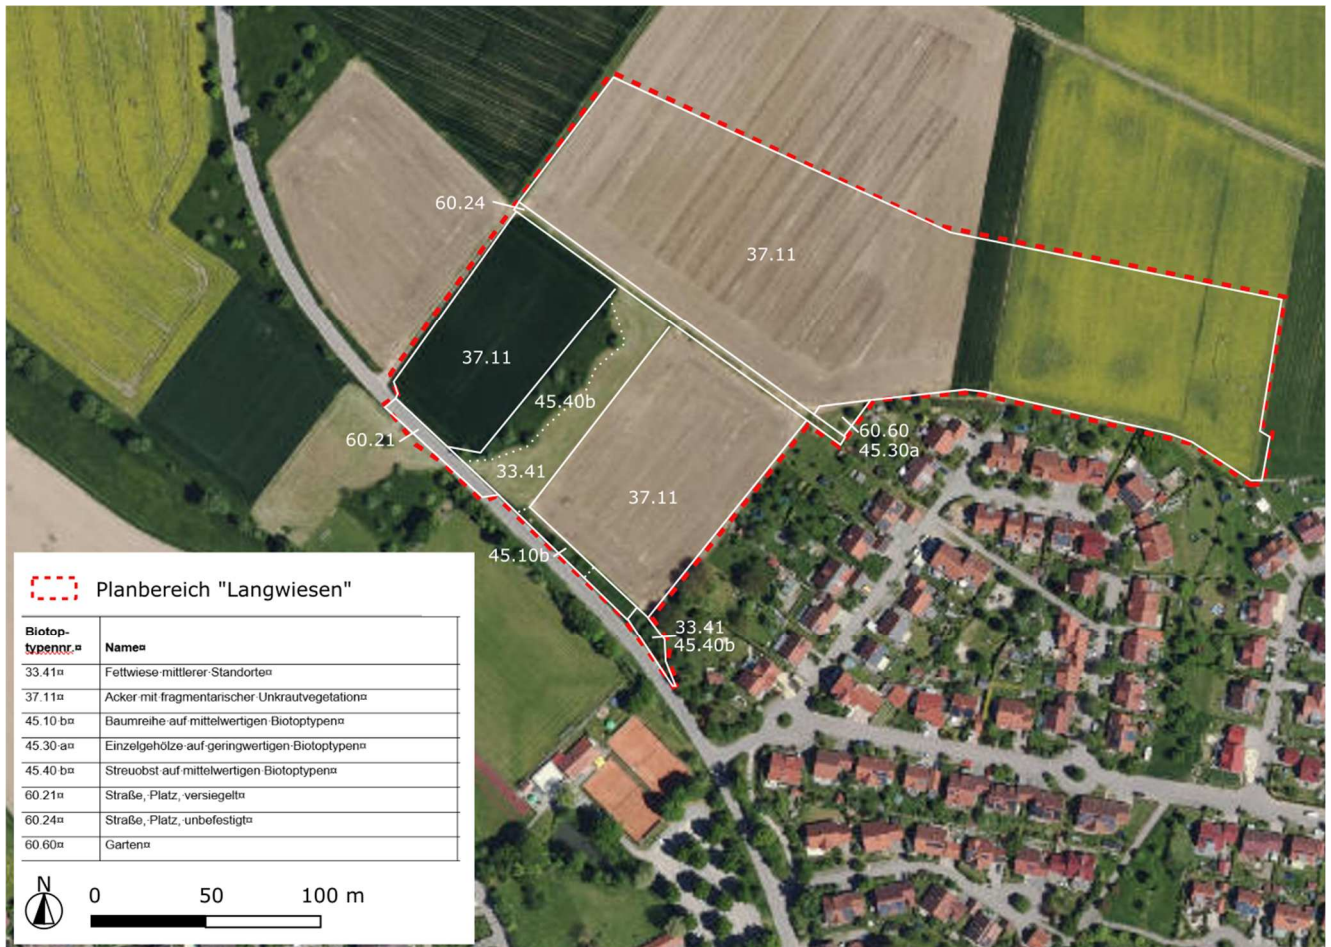 60.24
37.11
37.11
45.40b
60.21
33.41
37.11
60.60
45.30a
45.10b
33.41
45.40b
Planbereich "Langwiesen"
Biotop-
typennr.¤ Name¤
33.41¤ Fettwiese·mittlerer·Standorte¤
37.11¤ Acker·mit·fragmentarischer·Unkrautvegetation¤
45.10·b¤ Baumreihe·auf·mittelwertigen·Biotoptypen¤
45.30·a¤ Einzelgehölze·auf·geringwertigen·Biotoptypen¤
45.40·b¤ Streuobst·auf·mittelwertigen·Biotoptypen¤
60.21¤ Straße,·Platz,·versiegelt¤
60.24¤ Straße,·Platz,·unbefestigt¤
60.60¤ Garten¤
N
0 50 100 m